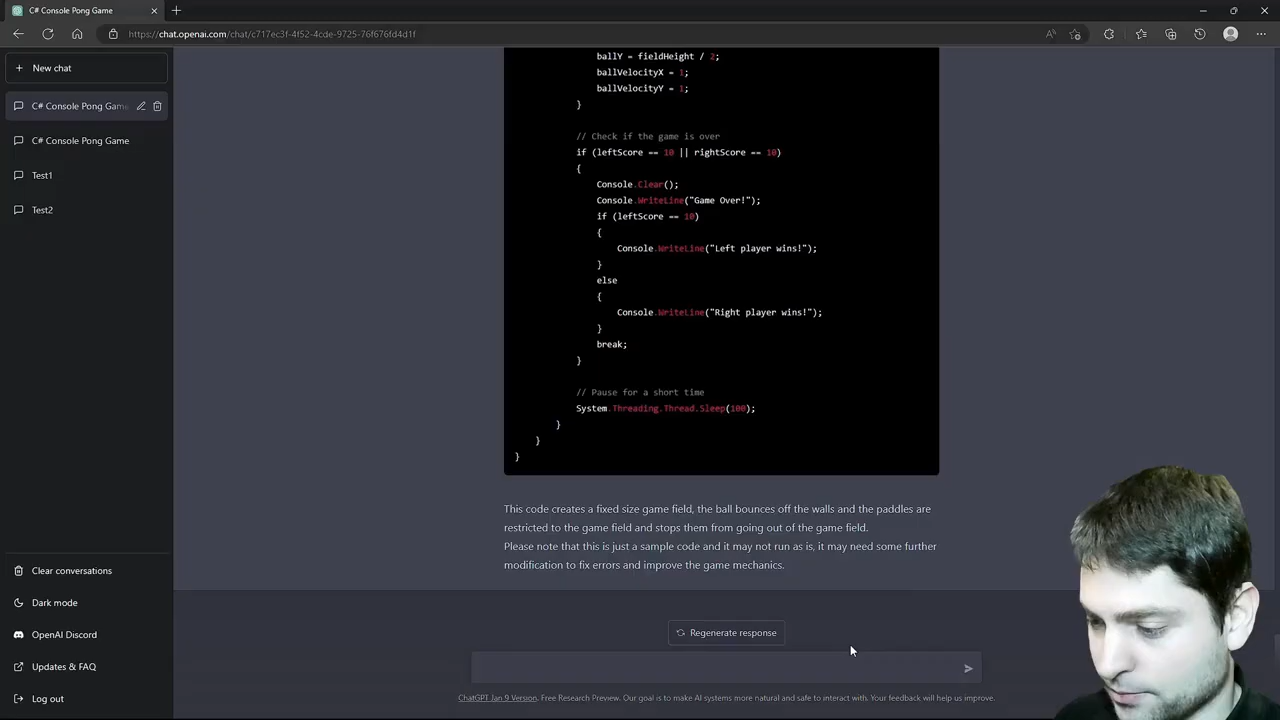 C# Console Pong Game
https://chat.openai.com/chat/c717ec3f-4f52-4cde-9725-76f676fd4d1f
New chat
C# Console Pong Game
C# Console Pong Game
Test1
Test2
Clear conversations
Dark mode
OpenAI Discord
Updates & FAQ
Log out
ballY = fieldHeight / 2;
ballVelocityX = 1;
ballVelocityY = 1;
}
// Check if the game is over
if (leftScore == 10 || rightScore == 10)
{
Console.Clear();
Console.WriteLine("Game Over!");
if (leftScore == 10)
{
Console.WriteLine("Left player wins!");
}
else
{
Console.WriteLine("Right player wins!");
}
break;
}
// Pause for a short time
System.Threading.Thread.Sleep(100);
}
}
}
This code creates a fixed size game field, the ball bounces off the walls and the paddles are
restricted to the game field and stops them from going out of the game field.
Please note that this is just a sample code and it may not run as is, it may need some further
modification to fix errors and improve the game mechanics.
Regenerate response
ChatGPT Jan 9 Version. Free Research Preview. Our goal is to make AI systems more natural and safe to interact with. Your feedback will help us improve.